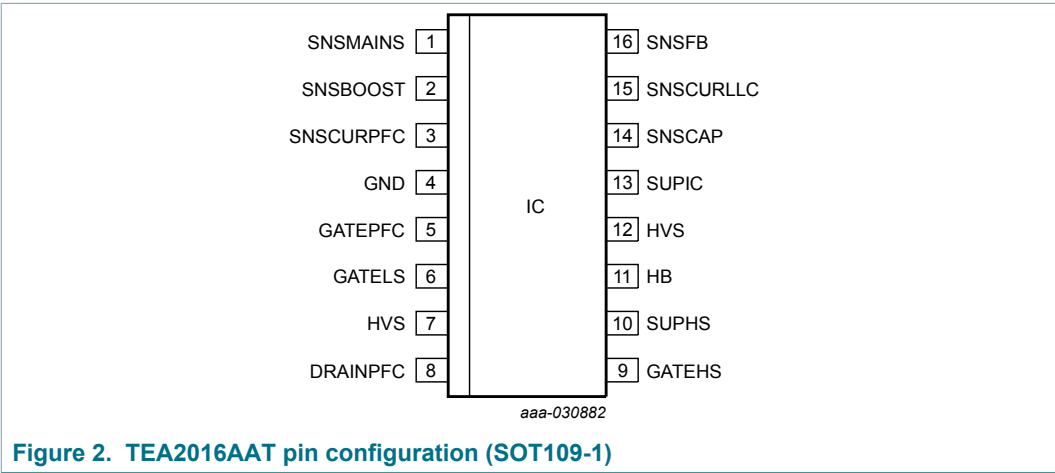 SNSMAINS 1 16 SNSFB
SNSBOOST 2 15 SNSCURLLC
SNSCURPFC 3 14 SNSCAP
GND 4 13 SUPIC
IC
GATEPFC 5 12 HVS
GATELS 6 11 HB
HVS 7 10 SUPHS
DRAINPFC 8 9 GATEHS
aaa-030882
Figure 2. TEA2016AAT pin configuration (SOT109-1)